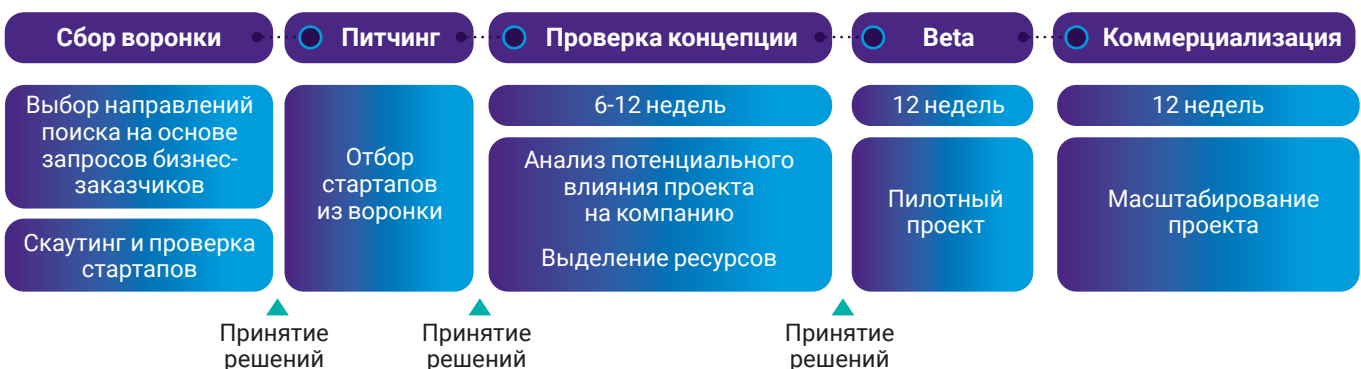 Сбор воронки
Питчинг
Проверка концепции
Beta
Коммерциализация
Выбор направлений
поиска на основе
запросов бизнес-
заказчиков
Скаутинг и проверка
стартапов
Отбор
стартапов
из воронки
6-12 недель
Анализ потенциального
влияния проекта
на компанию
Выделение ресурсов
12 недель
Пилотный
проект
12 недель
Масштабирование
проекта
Принятие
решений
Принятие
решений
Принятие
решений